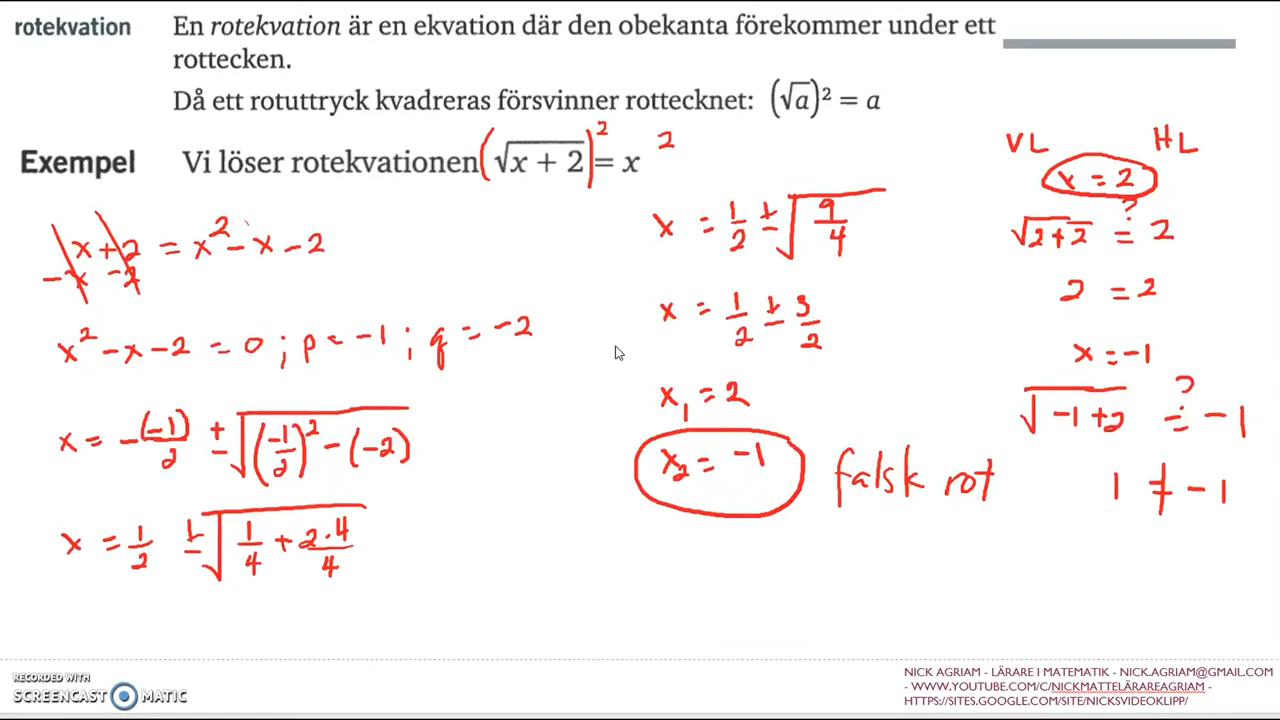 rotekvation En rotekvation är en ekvation där den obekanta förekommer under ett
rottecken.
Då ett rotuttryck kvadreras försvinner rottecknet: (√a)² = a
Exempel Vi löser rotekvationen (√(x + 2))² = x ²
x + 2 = x² - x - 2
- x - 2
x² - x - 2 = 0 ; p = -1 ; q = -2
x = -(-1)/2 ± √((-1/2)² - (-2))
x = 1/2 ± √(1/4 + 2·4/4)
x = 1/2 ± √(9/4)
x = 1/2 ± 3/2
x₁ = 2
x₂ = -1 falsk rot
VL HL
x = 2
√(2+2) ?= 2
2 = 2
x = -1
√(-1+2) ?= -1
1 ≠ -1
RECORDED WITH
SCREENCAST MATIC
NICK AGRIAM - LÄRARE I MATEMATIK - NICK.AGRIAM@GMAIL.COM
- WWW.YOUTUBE.COM/C/NICKMATTELÄRAREAGRIAM -
HTTPS://SITES.GOOGLE.COM/SITE/NICKSVIDEOKLIPP/